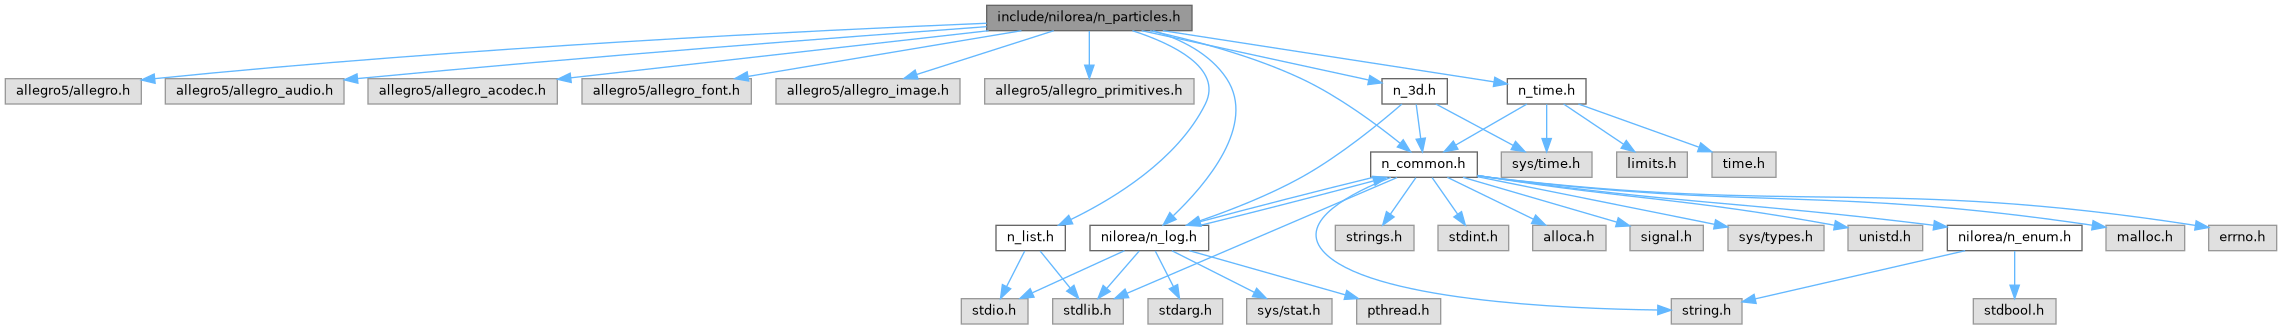 include/nilorea/n_particles.h
allegro5/allegro.h
allegro5/allegro_audio.h
allegro5/allegro_acodec.h
allegro5/allegro_font.h
allegro5/allegro_image.h
allegro5/allegro_primitives.h
n_3d.h
n_time.h
n_common.h
sys/time.h
limits.h
time.h
n_list.h
nilorea/n_log.h
strings.h
stdint.h
alloca.h
signal.h
sys/types.h
unistd.h
nilorea/n_enum.h
malloc.h
errno.h
stdio.h
stdlib.h
stdarg.h
sys/stat.h
pthread.h
string.h
stdbool.h